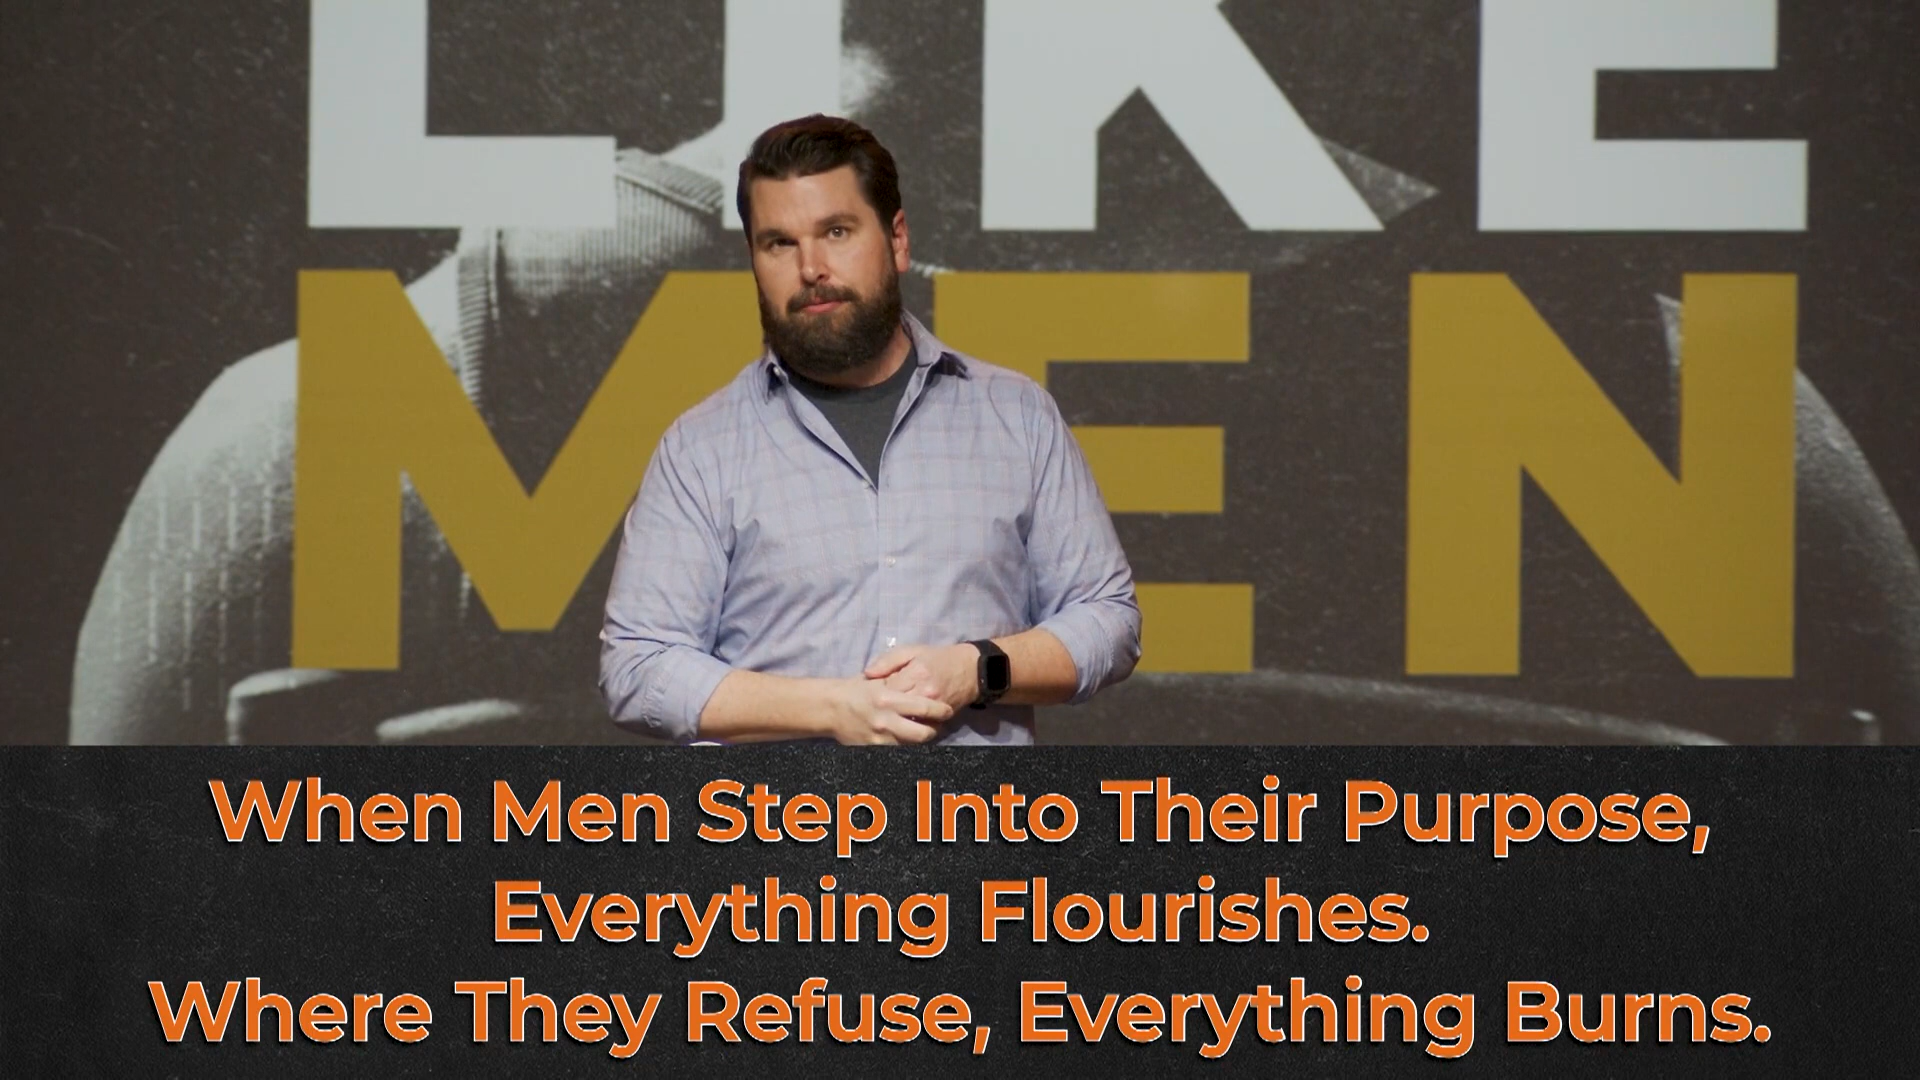 LIKE
MEN
When Men Step Into Their Purpose,
Everything Flourishes.
Where They Refuse, Everything Burns.